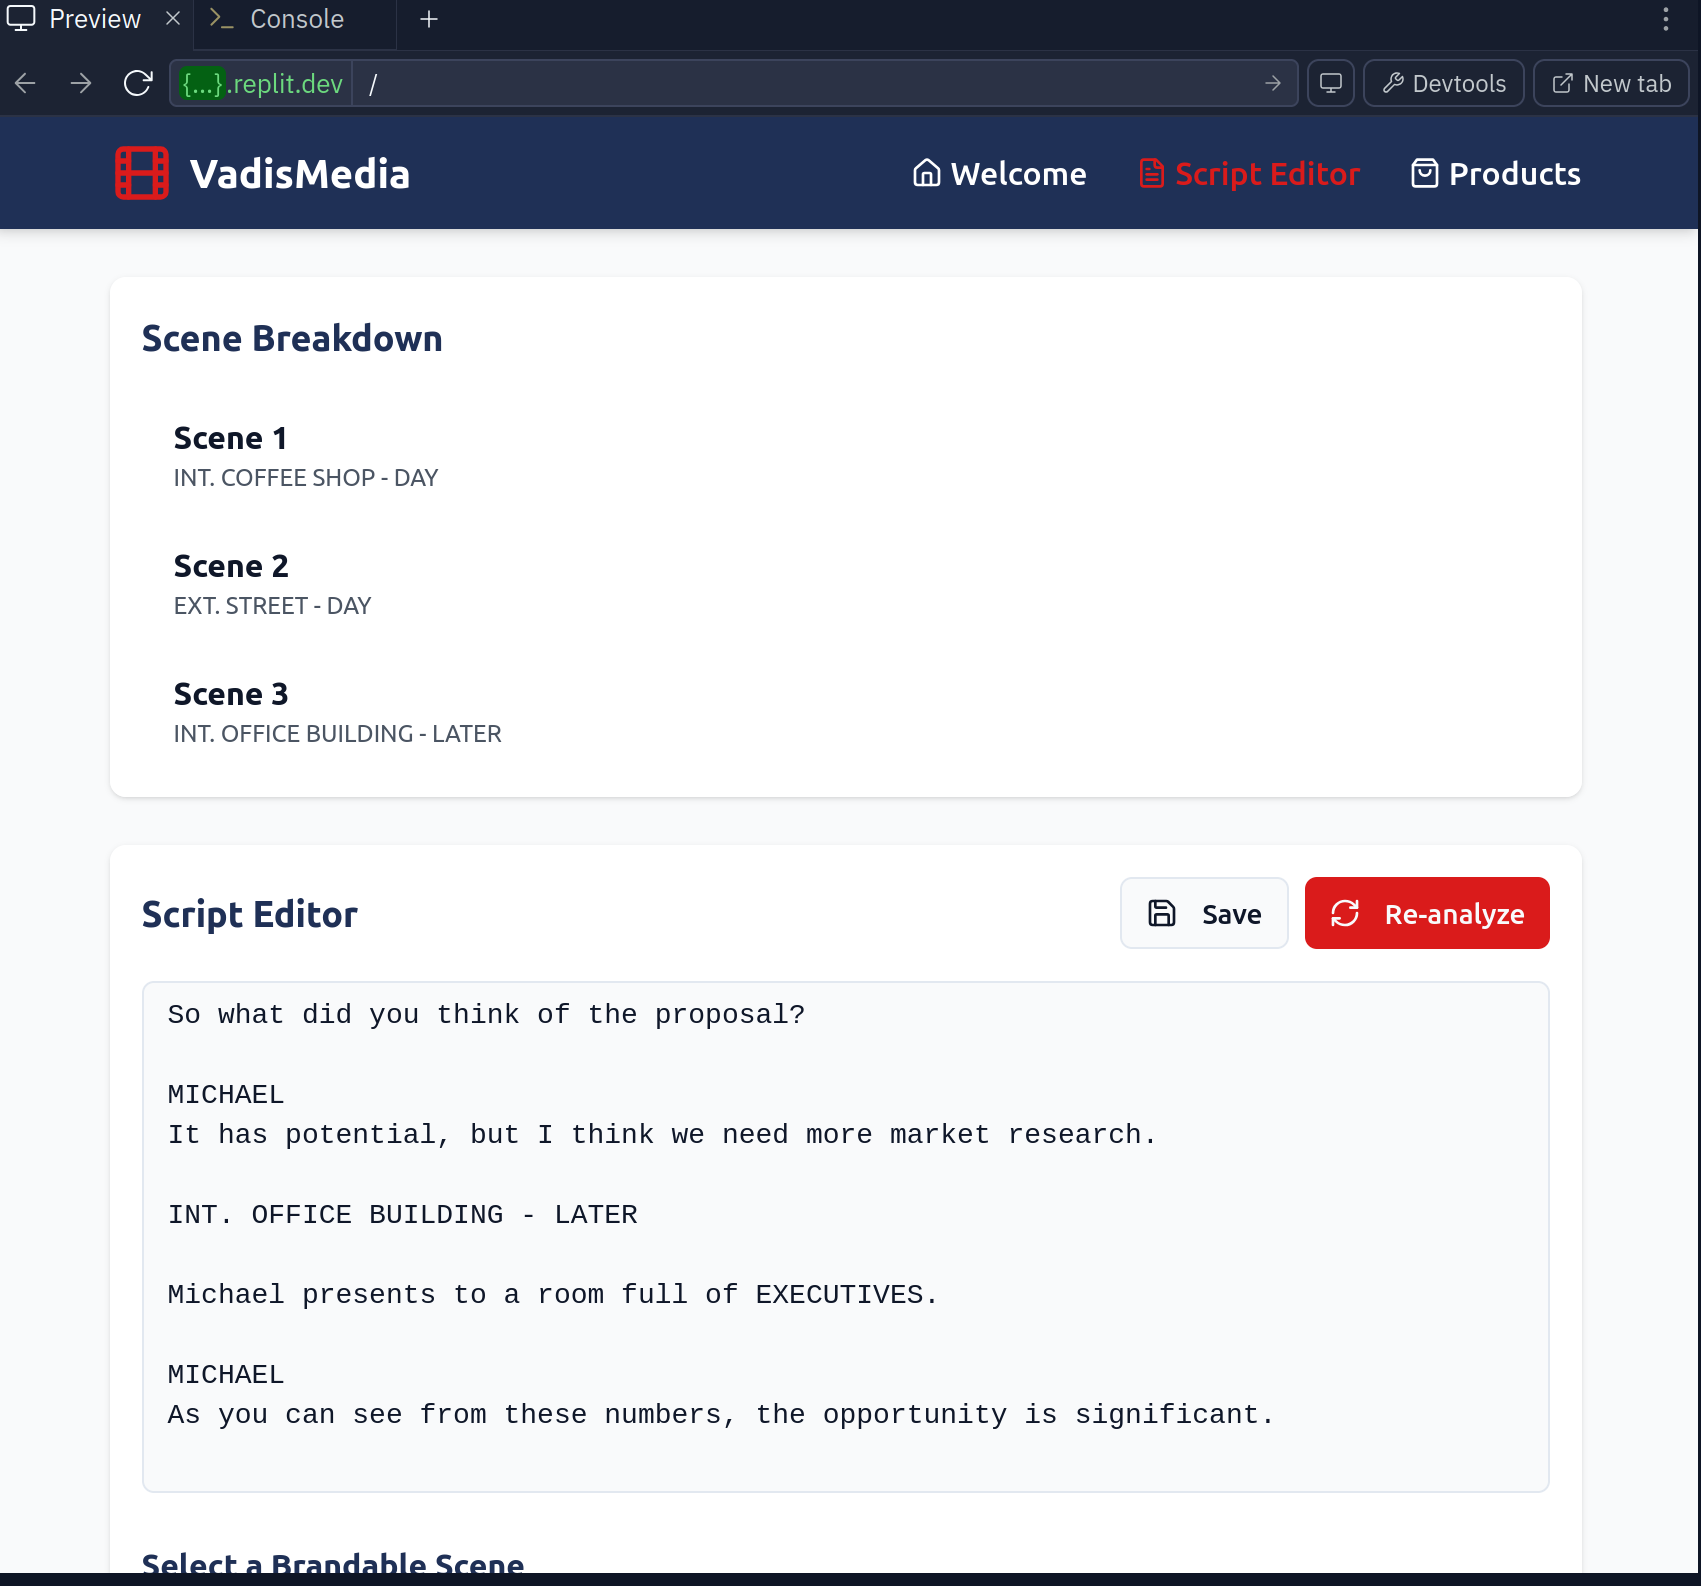 Preview
Console
{...}.replit.dev
/
Devtools
New tab
VadisMedia
Welcome
Script Editor
Products
Scene Breakdown
Scene 1
INT. COFFEE SHOP - DAY
Scene 2
EXT. STREET - DAY
Scene 3
INT. OFFICE BUILDING - LATER
Script Editor
Save
Re-analyze
So what did you think of the proposal?
MICHAEL
It has potential, but I think we need more market research.
INT. OFFICE BUILDING - LATER
Michael presents to a room full of EXECUTIVES.
MICHAEL
As you can see from these numbers, the opportunity is significant.
Select a Brandable Scene